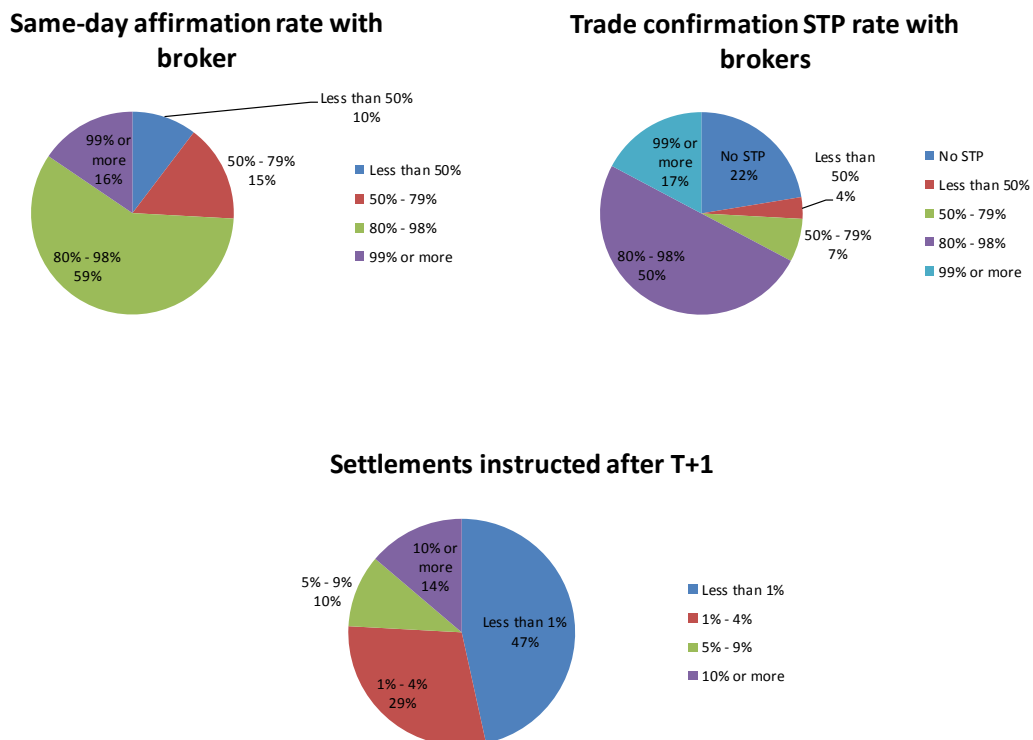 Same-day affirmation rate with
broker
Less than 50%
10%
50% - 79%
15%
80% - 98%
59%
99% or
more
16%
Less than 50%
50% - 79%
80% - 98%
99% or more
Trade confirmation STP rate with
brokers
No STP
22%
Less than
50%
4%
50% - 79%
7%
80% - 98%
50%
99% or
more
17%
No STP
Less than 50%
50% - 79%
80% - 98%
99% or more
Settlements instructed after T+1
Less than 1%
47%
1% - 4%
29%
5% - 9%
10%
10% or
more
14%
Less than 1%
1% - 4%
5% - 9%
10% or more